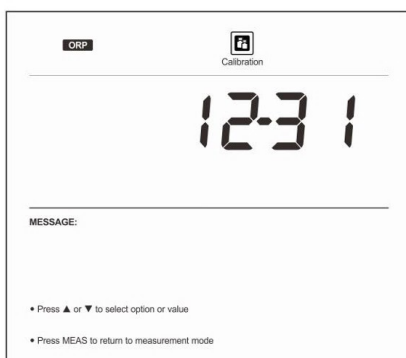 ORP
Calibration
12-31
MESSAGE:
• Press ▲ or ▼ to select option or value
• Press MEAS to return to measurement mode